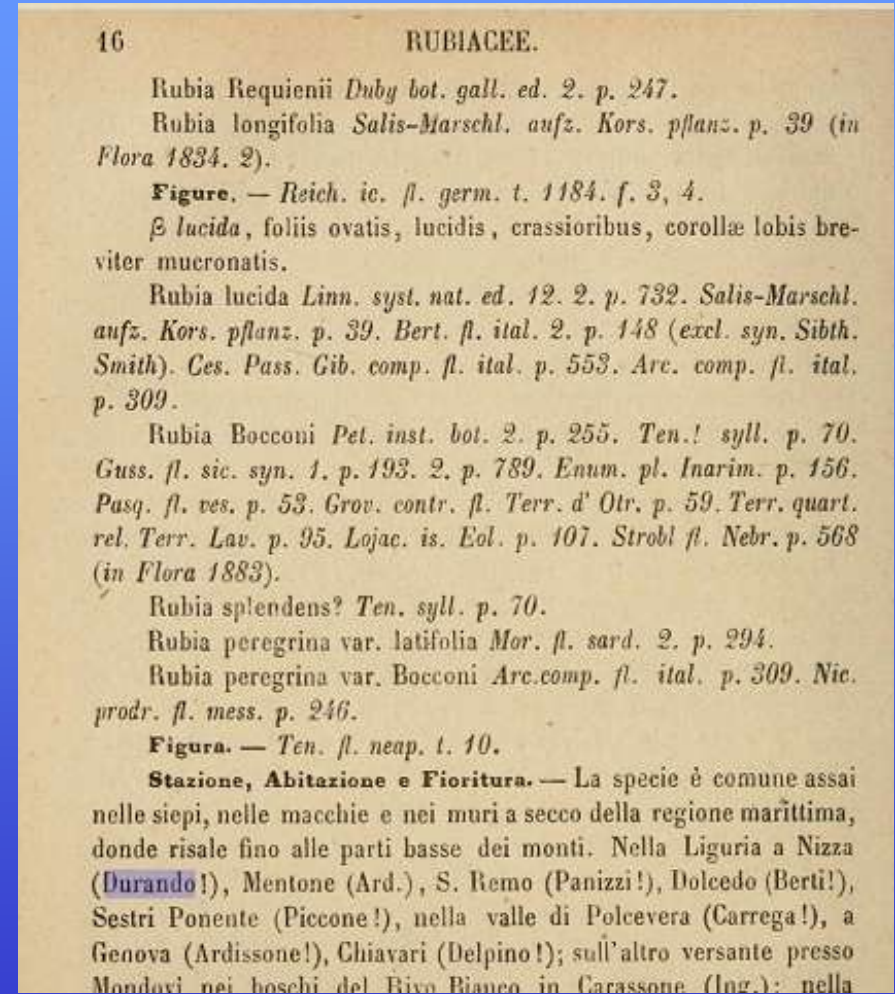 16 RUBIACEE.
Rubia Requienii Duby bot. gall. ed. 2. p. 247.
Rubia longifolia Salis-Marschl. aufz. Kors. pflanz. p. 39 (in
Flora 1834. 2).
Figure. — Reich. ic. fl. germ. t. 1184. f. 3, 4.
β lucida, foliis ovatis, lucidis, crassioribus, corollæ lobis bre-
viter mucronatis.
Rubia lucida Linn. syst. nat. ed. 12. 2. p. 732. Salis-Marschl.
aufz. Kors. pflanz. p. 39. Bert. fl. ital. 2. p. 148 (excl. syn. Sibth.
Smith). Ces. Pass. Gib. comp. fl. ital. p. 553. Arc. comp. fl. ital.
p. 309.
Rubia Bocconi Pet. inst. bot. 2. p. 255. Ten.! syll. p. 70.
Guss. fl. sic. syn. 1. p. 193. 2. p. 789. Enum. pl. Inarim. p. 156.
Pasq. fl. ves. p. 53. Grov. contr. fl. Terr. d' Otr. p. 59. Terr. quart.
rel. Terr. Lav. p. 95. Lojac. is. Eol. p. 107. Strobl fl. Nebr. p. 568
(in Flora 1883).
Rubia splendens? Ten. syll. p. 70.
Rubia peregrina var. latifolia Mor. fl. sard. 2. p. 294.
Rubia peregrina var. Bocconi Arc.comp. fl. ital. p. 309. Nic.
prodr. fl. mess. p. 246.
Figura. — Ten. fl. neap. t. 10.
Stazione, Abitazione e Fioritura. — La specie è comune assai
nelle siepi, nelle macchie e nei muri a secco della regione marittima,
donde risale fino alle parti basse dei monti. Nella Liguria a Nizza
(Durando!), Mentone (Ard.), S. Remo (Panizzi!), Dolcedo (Berti!),
Sestri Ponente (Piccone!), nella valle di Polcevera (Carrega!), a
Genova (Ardissone!), Chiavari (Delpino!); sull'altro versante presso
Mondovì nei boschi del Rivo Bianco in Carassone (Ing.); nella